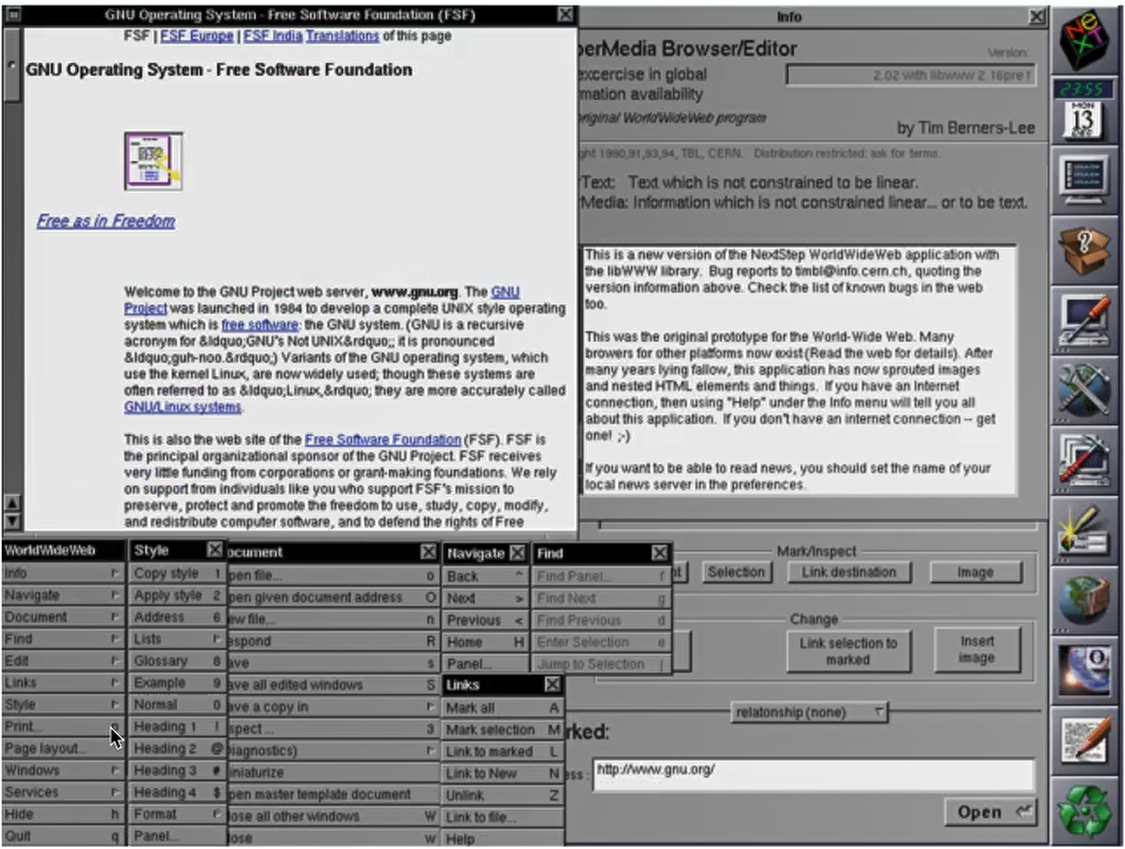 GNU Operating System - Free Software Foundation (FSF)
FSF | FSF Europe | FSF India Translations of this page
GNU Operating System - Free Software Foundation
Free as in Freedom
Welcome to the GNU Project web server, www.gnu.org. The GNU
Project was launched in 1984 to develop a complete UNIX style operating
system which is free software: the GNU system. (GNU is a recursive
acronym for &ldquo;GNU's Not UNIX&rdquo;; it is pronounced
&ldquo;guh-noo.&rdquo;) Variants of the GNU operating system, which
use the kernel Linux, are now widely used; though these systems are
often referred to as &ldquo;Linux,&rdquo; they are more accurately called
GNU/Linux systems.
This is also the web site of the Free Software Foundation (FSF). FSF is
the principal organizational sponsor of the GNU Project. FSF receives
very little funding from corporations or grant-making foundations. We rely
on support from individuals like you who support FSF's mission to
preserve, protect and promote the freedom to use, study, copy, modify,
and redistribute computer software, and to defend the rights of Free
Info
perMedia Browser/Editor
Version:
excercise in global
2.02 with libwww 2.16pre1
mation availability
original WorldWideWeb program
by Tim Berners-Lee
ght 1990,91,93,94, TBL, CERN. Distribution restricted: ask for terms.
rText: Text which is not constrained to be linear.
rMedia: Information which is not constrained linear... or to be text.
This is a new version of the NextStep WorldWideWeb application with
the libWWW library. Bug reports to timbl@info.cern.ch, quoting the
version information above. Check the list of known bugs in the web
too.
This was the original prototype for the World-Wide Web. Many
browers for other platforms now exist (Read the web for details). After
many years lying fallow, this application has now sprouted images
and nested HTML elements and things. If you have an Internet
connection, then using "Help" under the Info menu will tell you all
about this application. If you don't have an internet connection -- get
one! ;-)
If you want to be able to read news, you should set the name of your
local news server in the preferences.
NeXT
23:55
MON
13
WorldWideWeb
Info
Navigate
Document
Find
Edit
Links
Style
Print... p
Page layout...
Windows
Services
Hide h
Quit q
Style
Copy style 1
Apply style 2
Address 6
Lists
Glossary 8
Example 9
Normal 0
Heading 1 !
Heading 2 @
Heading 3 #
Heading 4 $
Format
Panel...
ocument
pen file... o
pen given document address O
ew file... n
espond R
ave s
ave all edited windows S
ave a copy in
spect... 3
iagnostics)
iniaturize
pen master template document
lose all other windows W
lose w
Navigate
Back ^
Next >
Previous <
Home H
Panel...
Find
Find Panel... f
Find Next g
Find Previous d
Enter Selection e
Jump to Selection j
Links
Mark all A
Mark selection M
Link to marked L
Link to New N
Unlink Z
Link to file...
Help
Mark/Inspect
Selection
Link destination
Image
Change
Link selection to
marked
Insert
image
relationship (none)
rked:
ess :
http://www.gnu.org/
Open